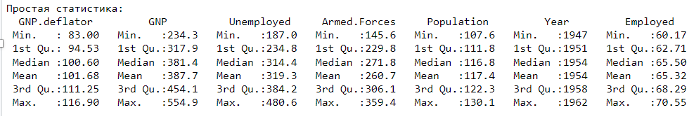 Простая статистика:
GNP.deflator GNP Unemployed Armed.Forces Population Year Employed
Min. : 83.00 Min. :234.3 Min. :187.0 Min. :145.6 Min. :107.6 Min. :1947 Min. :60.17
1st Qu.: 94.53 1st Qu.:317.9 1st Qu.:234.8 1st Qu.:229.8 1st Qu.:111.8 1st Qu.:1951 1st Qu.:62.71
Median :100.60 Median :381.4 Median :314.4 Median :271.8 Median :116.8 Median :1954 Median :65.50
Mean :101.68 Mean :387.7 Mean :319.3 Mean :260.7 Mean :117.4 Mean :1954 Mean :65.32
3rd Qu.:111.25 3rd Qu.:454.1 3rd Qu.:384.2 3rd Qu.:306.1 3rd Qu.:122.3 3rd Qu.:1958 3rd Qu.:68.29
Max. :116.90 Max. :554.9 Max. :480.6 Max. :359.4 Max. :130.1 Max. :1962 Max. :70.55